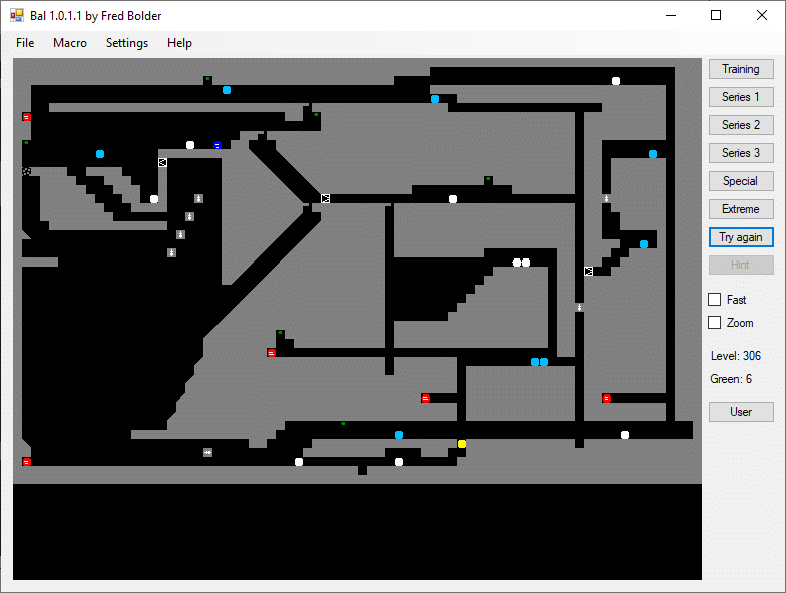 Bal 1.0.1.1 by Fred Bolder
File Macro Settings Help
Training
Series 1
Series 2
Series 3
Special
Extreme
Try again
Hint
Fast
Zoom
Level: 306
Green: 6
User